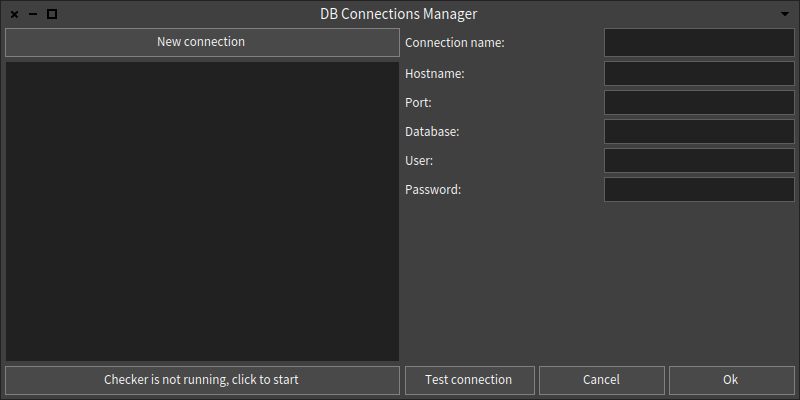 DB Connections Manager
New connection
Connection name:
Hostname:
Port:
Database:
User:
Password:
Checker is not running, click to start
Test connection
Cancel
Ok